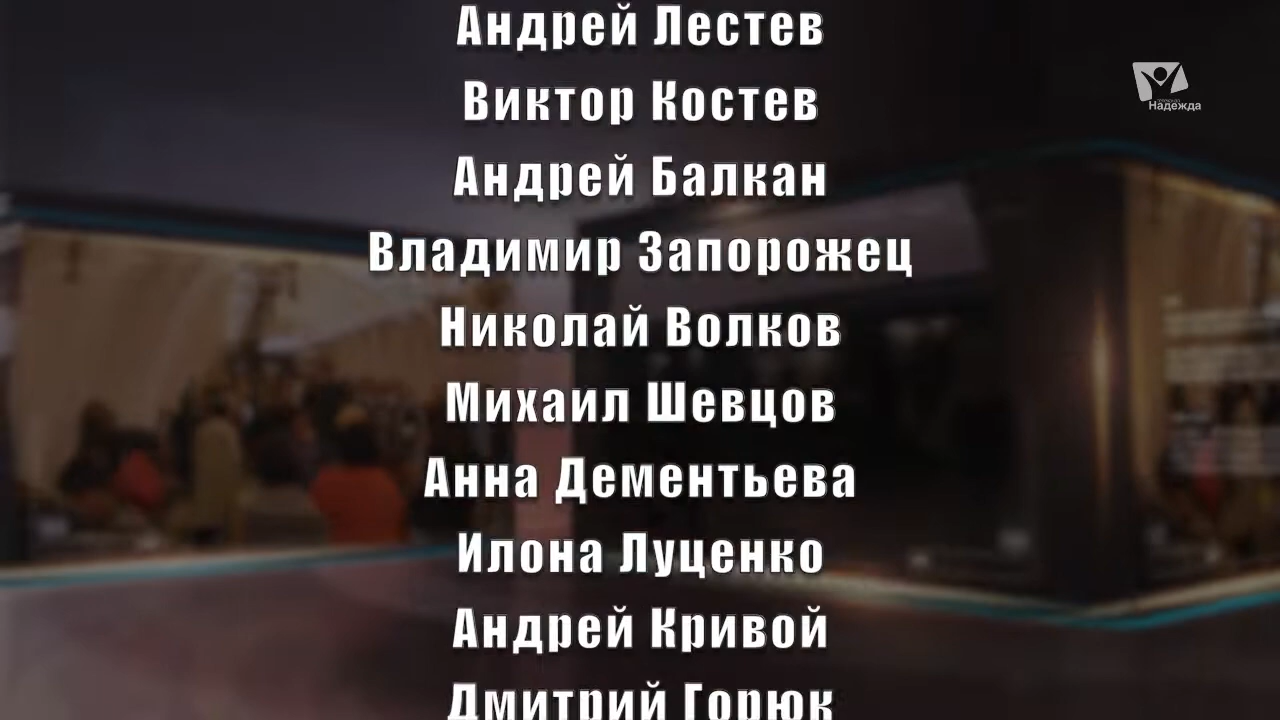 Андрей Лестев
Виктор Костев
Надежда
Андрей Балкан
Владимир Запорожец
Николай Волков
Михаил Шевцов
Анна Дементьева
Илона Луценко
Андрей Кривой
Дмитрий Горюк